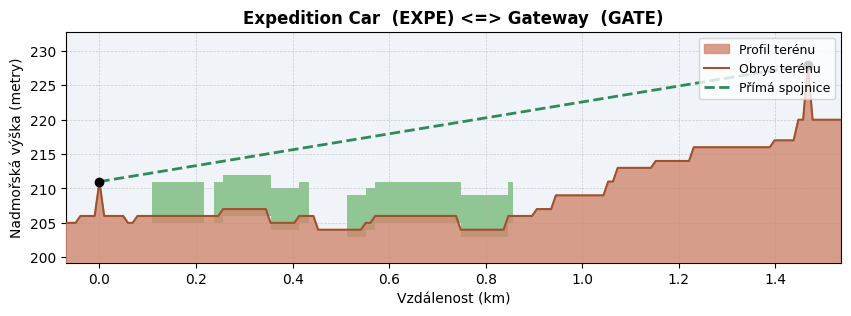 Expedition Car  (EXPE) <=> Gateway  (GATE)
Nadmořská výška (metry)
230
225
220
215
210
205
200
Profil terénu
Obrys terénu
Přímá spojnice
0.0 0.2 0.4 0.6 0.8 1.0 1.2 1.4
Vzdálenost (km)